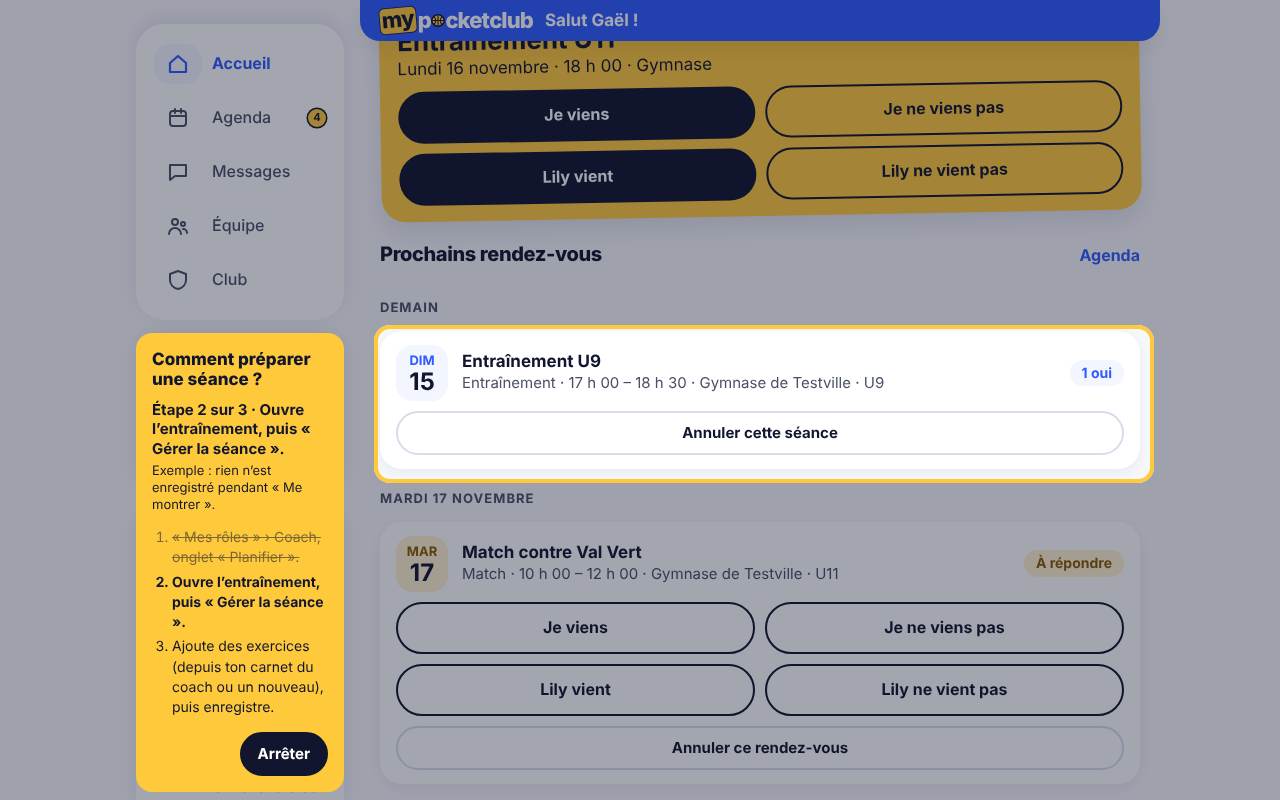 mypocketclub Salut Gaël !
Accueil
Agenda 4
Messages
Équipe
Club
Entraînement U11
Lundi 16 novembre · 18 h 00 · Gymnase
Je viens
Je ne viens pas
Lily vient
Lily ne vient pas
Prochains rendez-vous
Agenda
DEMAIN
DIM
15
Entraînement U9
Entraînement · 17 h 00 – 18 h 30 · Gymnase de Testville · U9
1 oui
Annuler cette séance
MARDI 17 NOVEMBRE
MAR
17
Match contre Val Vert
Match · 10 h 00 – 12 h 00 · Gymnase de Testville · U11
À répondre
Je viens
Je ne viens pas
Lily vient
Lily ne vient pas
Annuler ce rendez-vous
Comment préparer
une séance ?
Étape 2 sur 3 · Ouvre
l’entraînement, puis «
Gérer la séance ».
Exemple : rien n’est
enregistré pendant « Me
montrer ».
1. « Mes rôles » › Coach,
onglet « Planifier ».
2. Ouvre l’entraînement,
puis « Gérer la séance
».
3. Ajoute des exercices
(depuis ton carnet du
coach ou un nouveau),
puis enregistre.
Arrêter